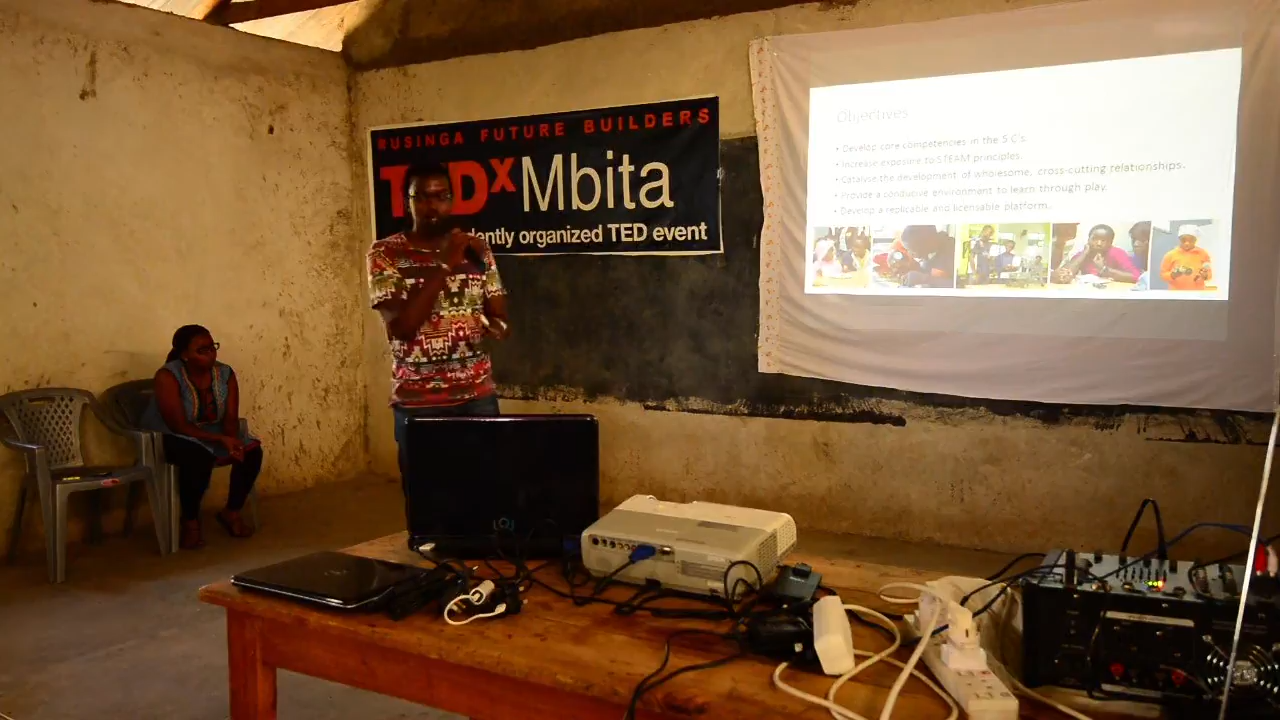 RUSINGA FUTURE BUILDERS
TEDx Mbita
dently organized TED event
Objectives
• Develop core competencies in the 5 C's.
• Increase exposure to STEAM principles.
• Catalyse the development of wholesome, cross-cutting relationships.
• Provide a conducive environment to learn through play.
• Develop a replicable and licensable platform.